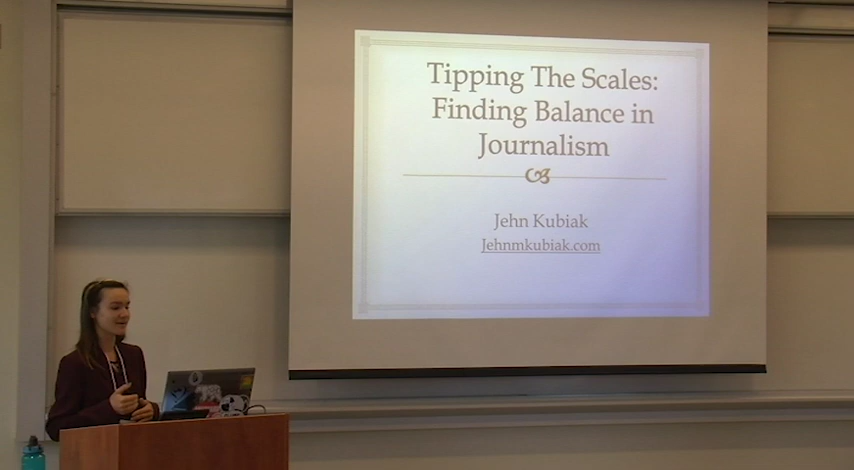 Tipping The Scales:
Finding Balance in
Journalism
Jehn Kubiak
Jehnmkubiak.com